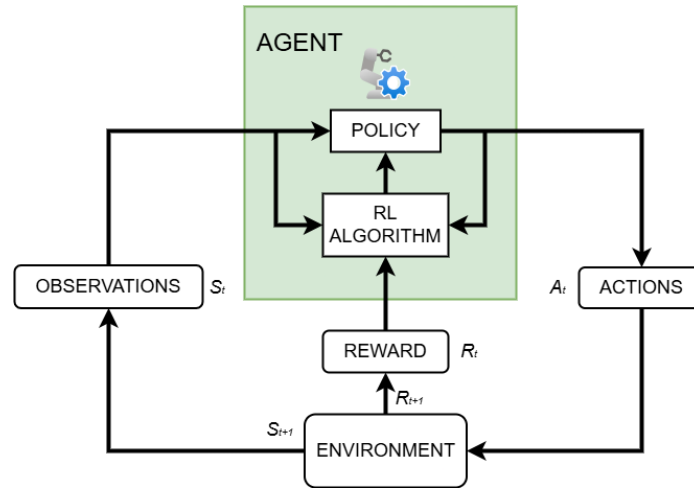 AGENT
POLICY
RL
ALGORITHM
OBSERVATIONS
St
At
ACTIONS
REWARD
Rt
Rt+1
St+1
ENVIRONMENT